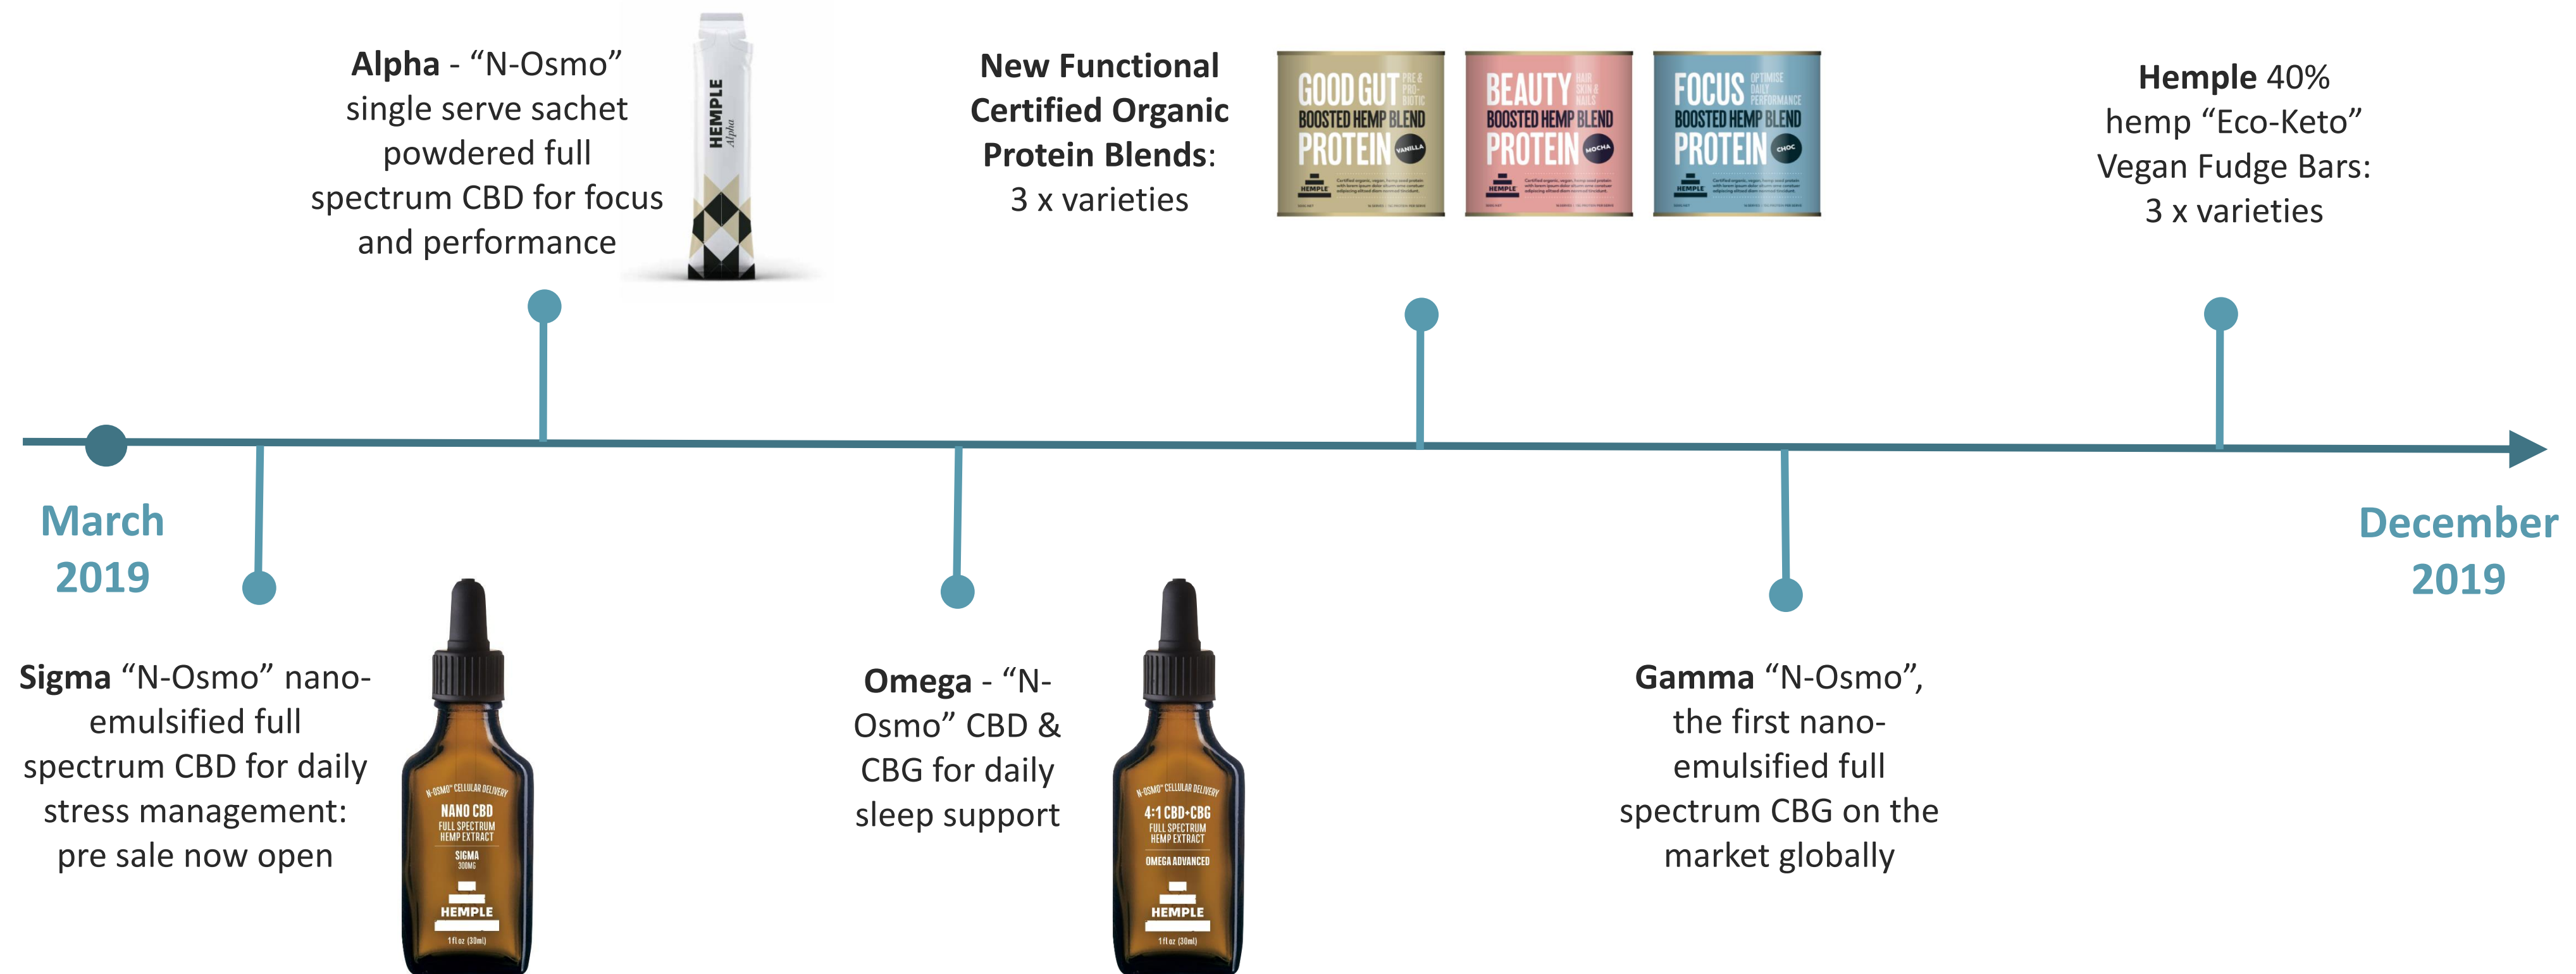 Alpha - “N-Osmo”
single serve sachet
powdered full
spectrum CBD for focus
and performance
HEMPLE
Alpha
New Functional
Certified Organic
Protein Blends:
3 x varieties
GOOD GUT
PRE &
PRO-
BIOTIC
BOOSTED HEMP BLEND
PROTEIN
VANILLA
HEMPLE
BEAUTY
HAIR
SKIN &
NAILS
BOOSTED HEMP BLEND
PROTEIN
MOCHA
HEMPLE
FOCUS
OPTIMISE
DAILY
PERFORMANCE
BOOSTED HEMP BLEND
PROTEIN
CHOC
HEMPLE
Hemple 40%
hemp “Eco-Keto”
Vegan Fudge Bars:
3 x varieties
March
2019
December
2019
Sigma “N-Osmo” nano-
emulsified full
spectrum CBD for daily
stress management:
pre sale now open
N-OSMO™ CELLULAR DELIVERY
NANO CBD
FULL SPECTRUM
HEMP EXTRACT
SIGMA
300MG
HEMPLE
1 fl oz (30ml)
Omega - “N-
Osmo” CBD &
CBG for daily
sleep support
N-OSMO™ CELLULAR DELIVERY
4:1 CBD+CBG
FULL SPECTRUM
HEMP EXTRACT
OMEGA ADVANCED
HEMPLE
1 fl oz (30ml)
Gamma “N-Osmo”,
the first nano-
emulsified full
spectrum CBG on the
market globally